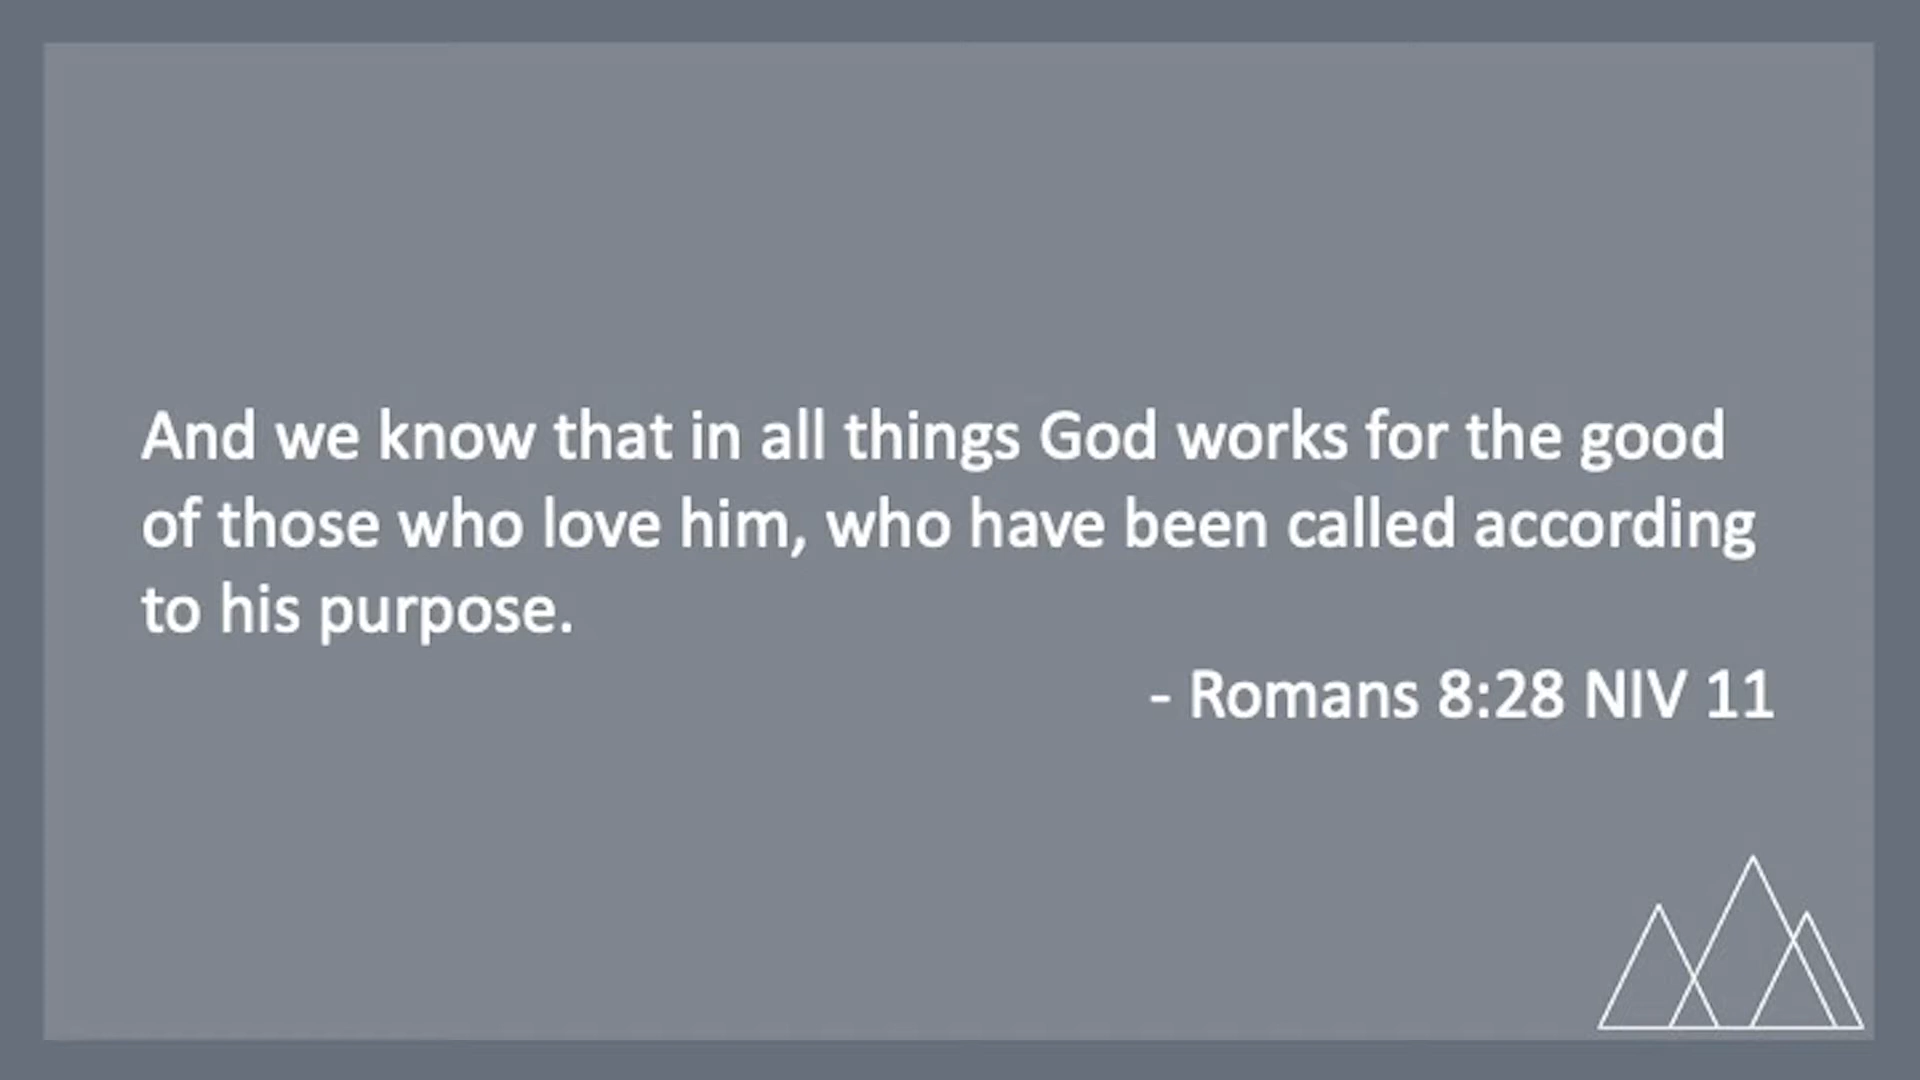 And we know that in all things God works for the good
of those who love him, who have been called according
to his purpose.
- Romans 8:28 NIV 11